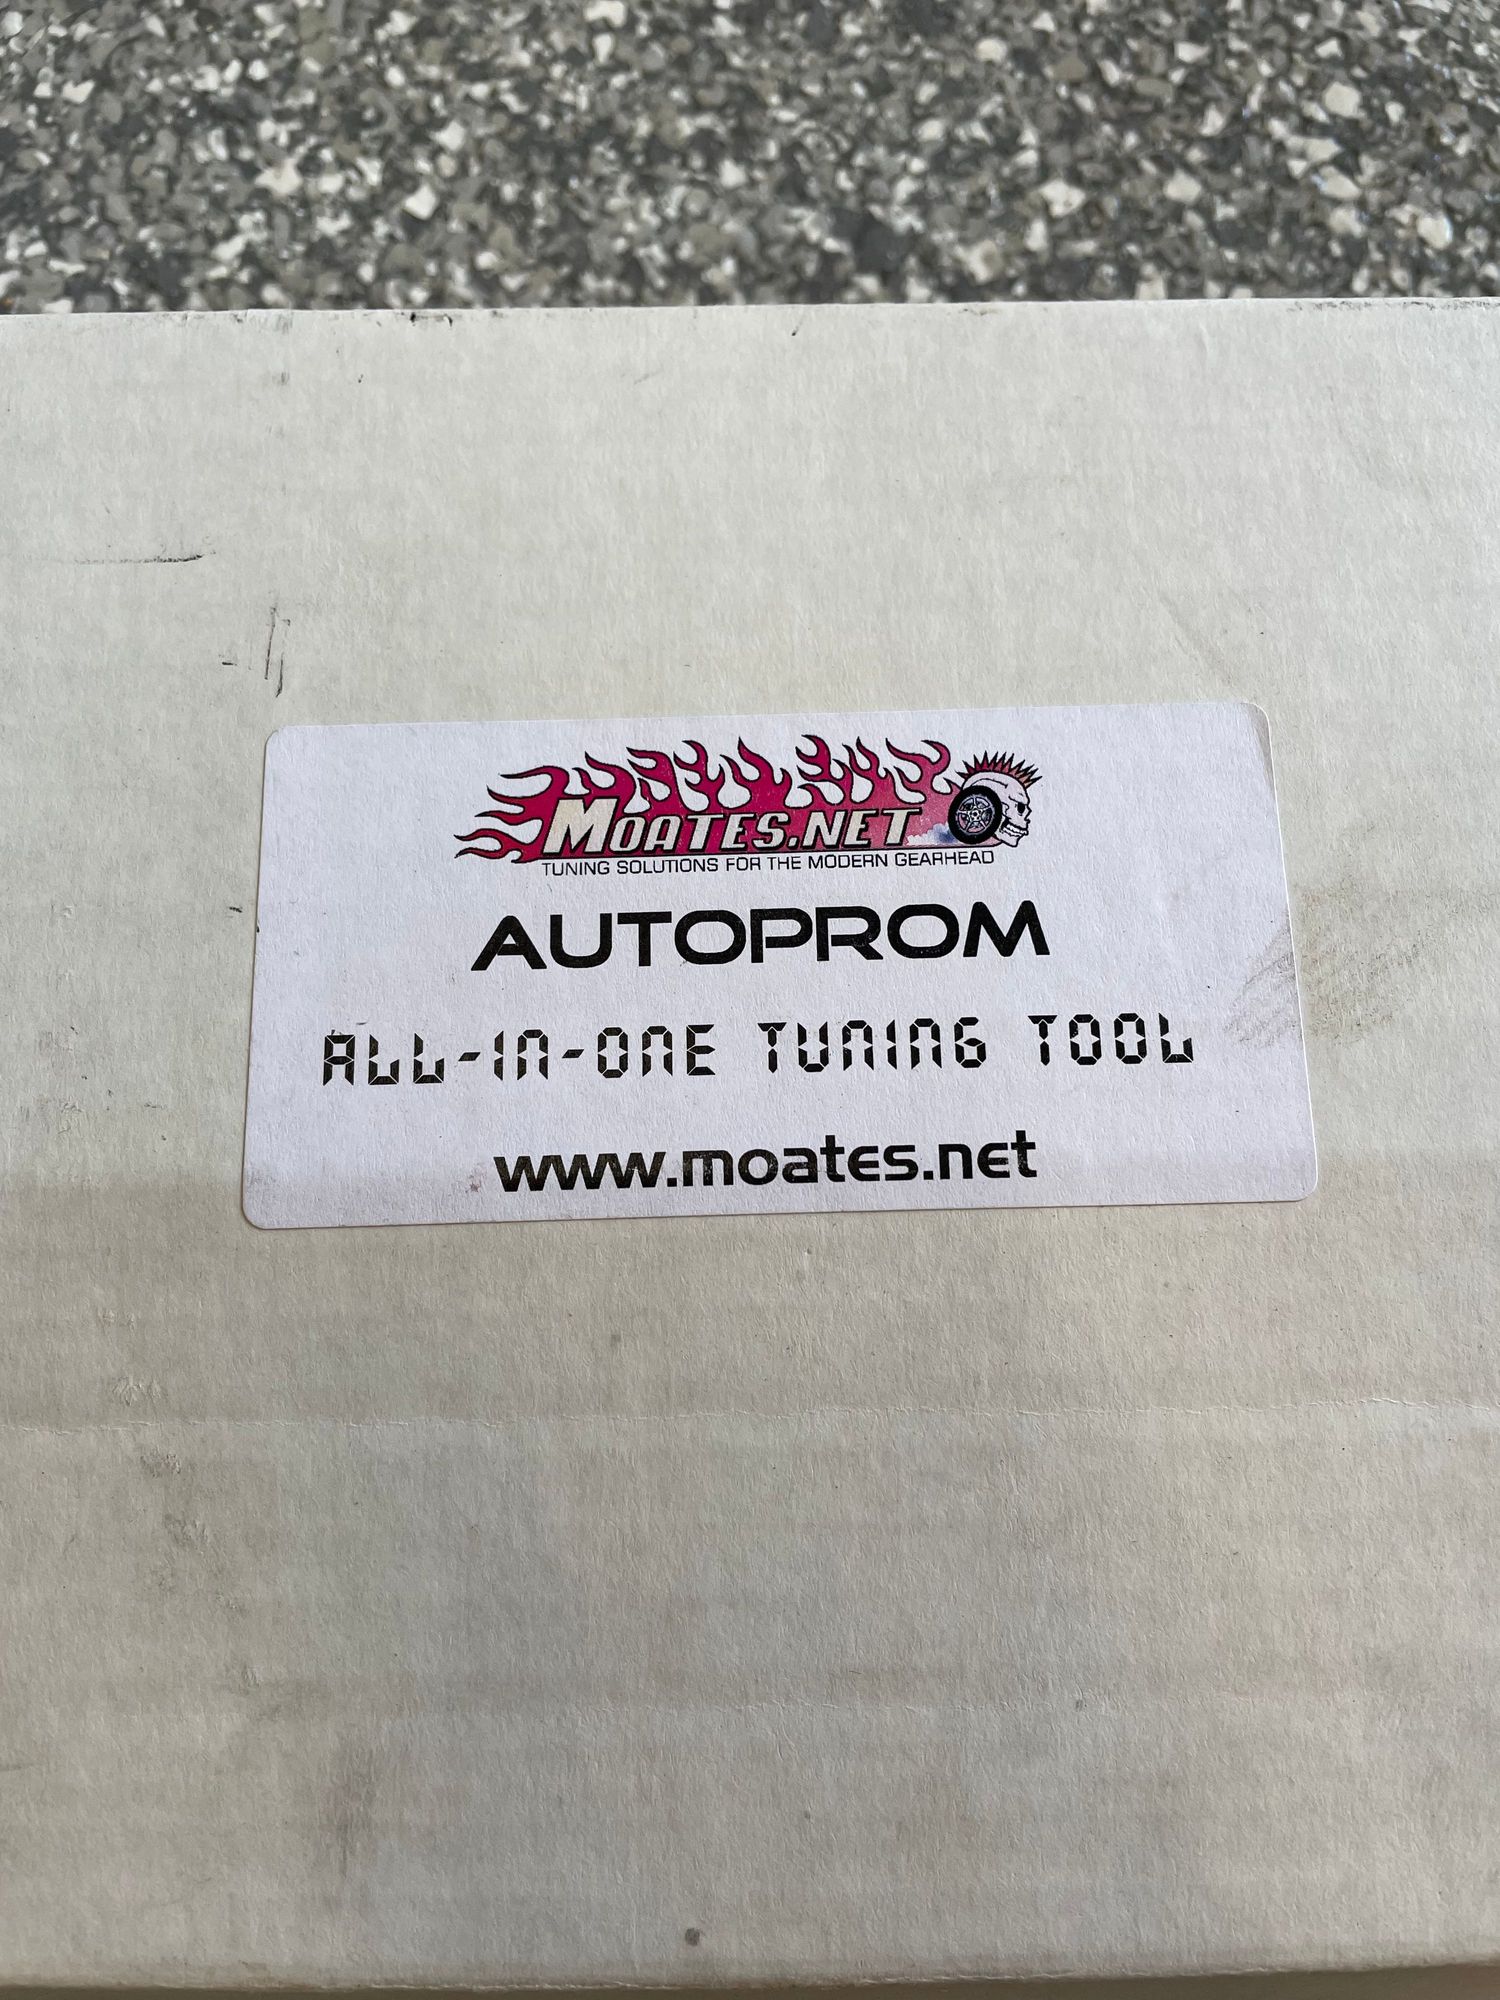 MOATES.NET
TUNING SOLUTIONS FOR THE MODERN GEARHEAD
AUTOPROM
ALL-IN-ONE TUNING TOOL
www.moates.net